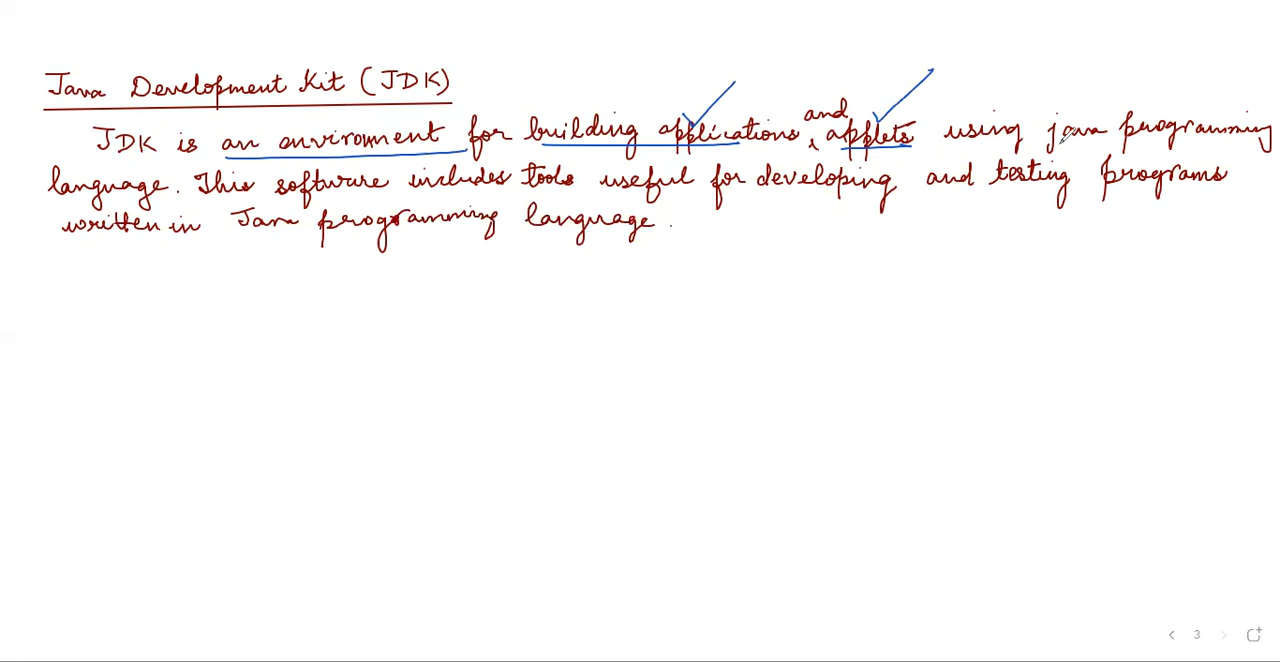 Java Development Kit (JDK)
JDK is an enviroment for building applications and applets using java programming
language. This software includes tools useful for developing and testing programs
written in Java programming language.
3